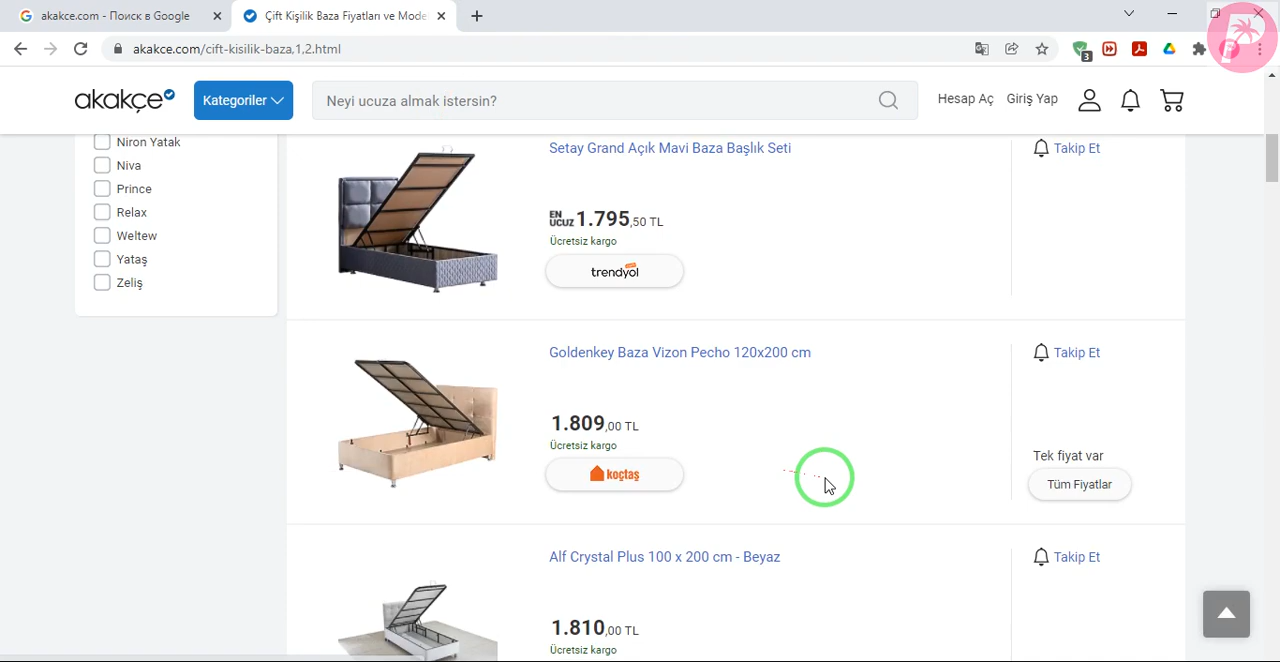 akakce.com - Поиск в Google
Çift Kişilik Baza Fiyatları ve Mode
akakce.com/cift-kisilik-baza,1,2.html
3
akakçe
Kategoriler
Neyi ucuza almak istersin?
Hesap Aç
Giriş Yap
Niron Yatak
Niva
Prince
Relax
Weltew
Yataş
Zeliş
Setay Grand Açık Mavi Baza Başlık Seti
EN UCUZ 1.795,50 TL
Ücretsiz kargo
trendyol
Takip Et
Goldenkey Baza Vizon Pecho 120x200 cm
1.809,00 TL
Ücretsiz kargo
koçtaş
Takip Et
Tek fiyat var
Tüm Fiyatlar
Alf Crystal Plus 100 x 200 cm - Beyaz
1.810,00 TL
Ücretsiz kargo
Takip Et